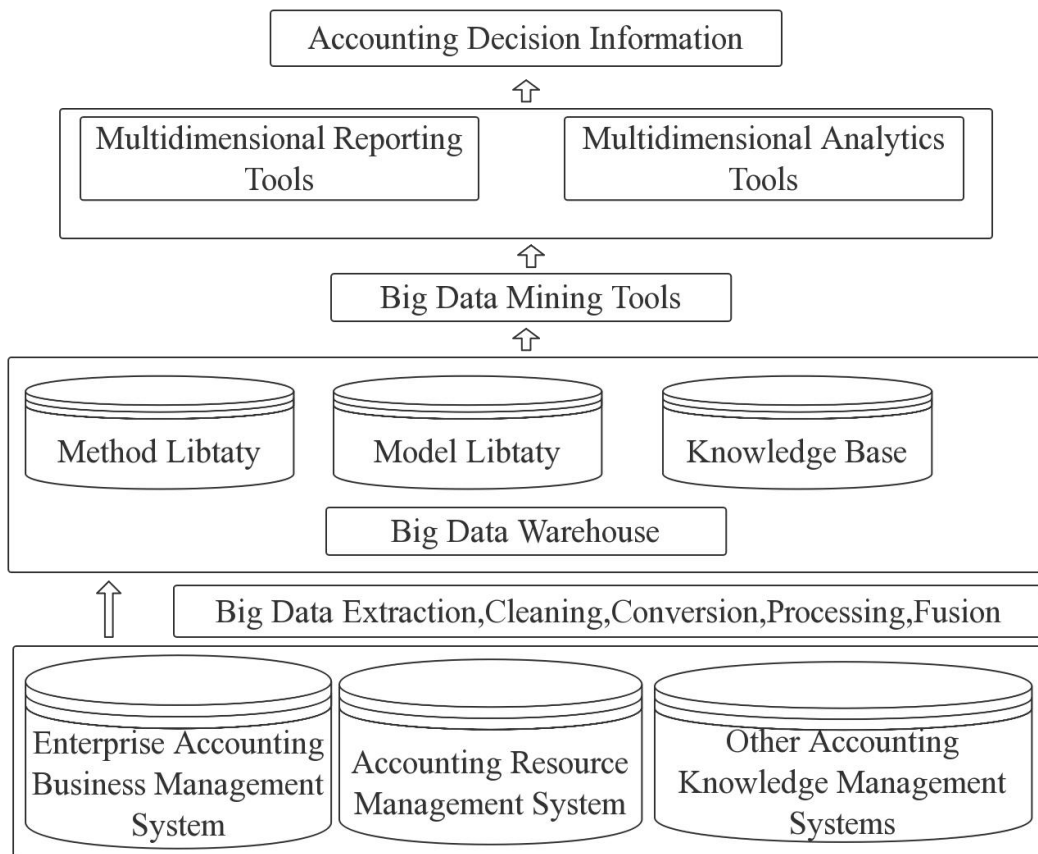 Accounting Decision Information
Multidimensional Reporting
Tools
Multidimensional Analytics
Tools
Big Data Mining Tools
Method Libtaty
Model Libtaty
Knowledge Base
Big Data Warehouse
Big Data Extraction,Cleaning,Conversion,Processing,Fusion
Enterprise Accounting
Business Management
System
Accounting Resource
Management System
Other Accounting
Knowledge Management
Systems